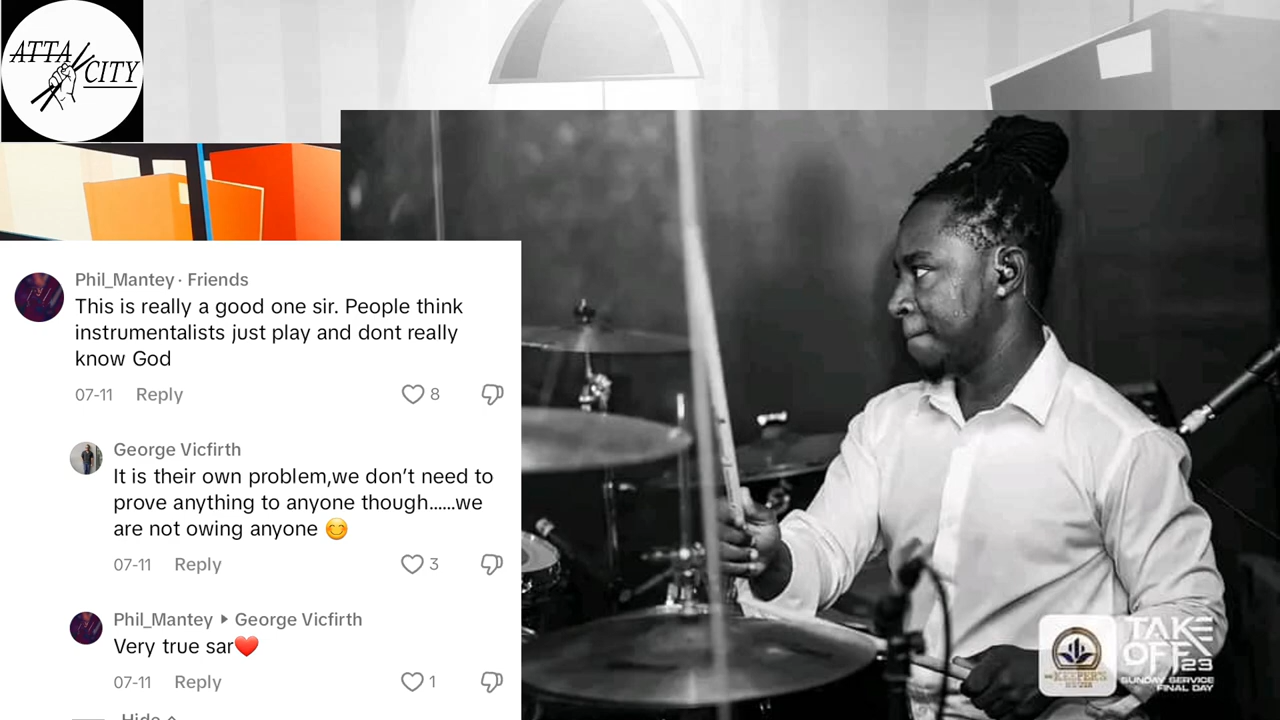 ATTA
CITY
Phil_Mantey · Friends
This is really a good one sir. People think
instrumentalists just play and dont really
know God
07-11 Reply
8
George Vicfirth
It is their own problem,we don’t need to
prove anything to anyone though......we
are not owing anyone 😊
07-11 Reply
3
Phil_Mantey ▸ George Vicfirth
Very true sar❤️
07-11 Reply
1
Hide ^
KEEPER'S
TAKE
OFF 23
SUNDAY SERVICE
FINAL DAY